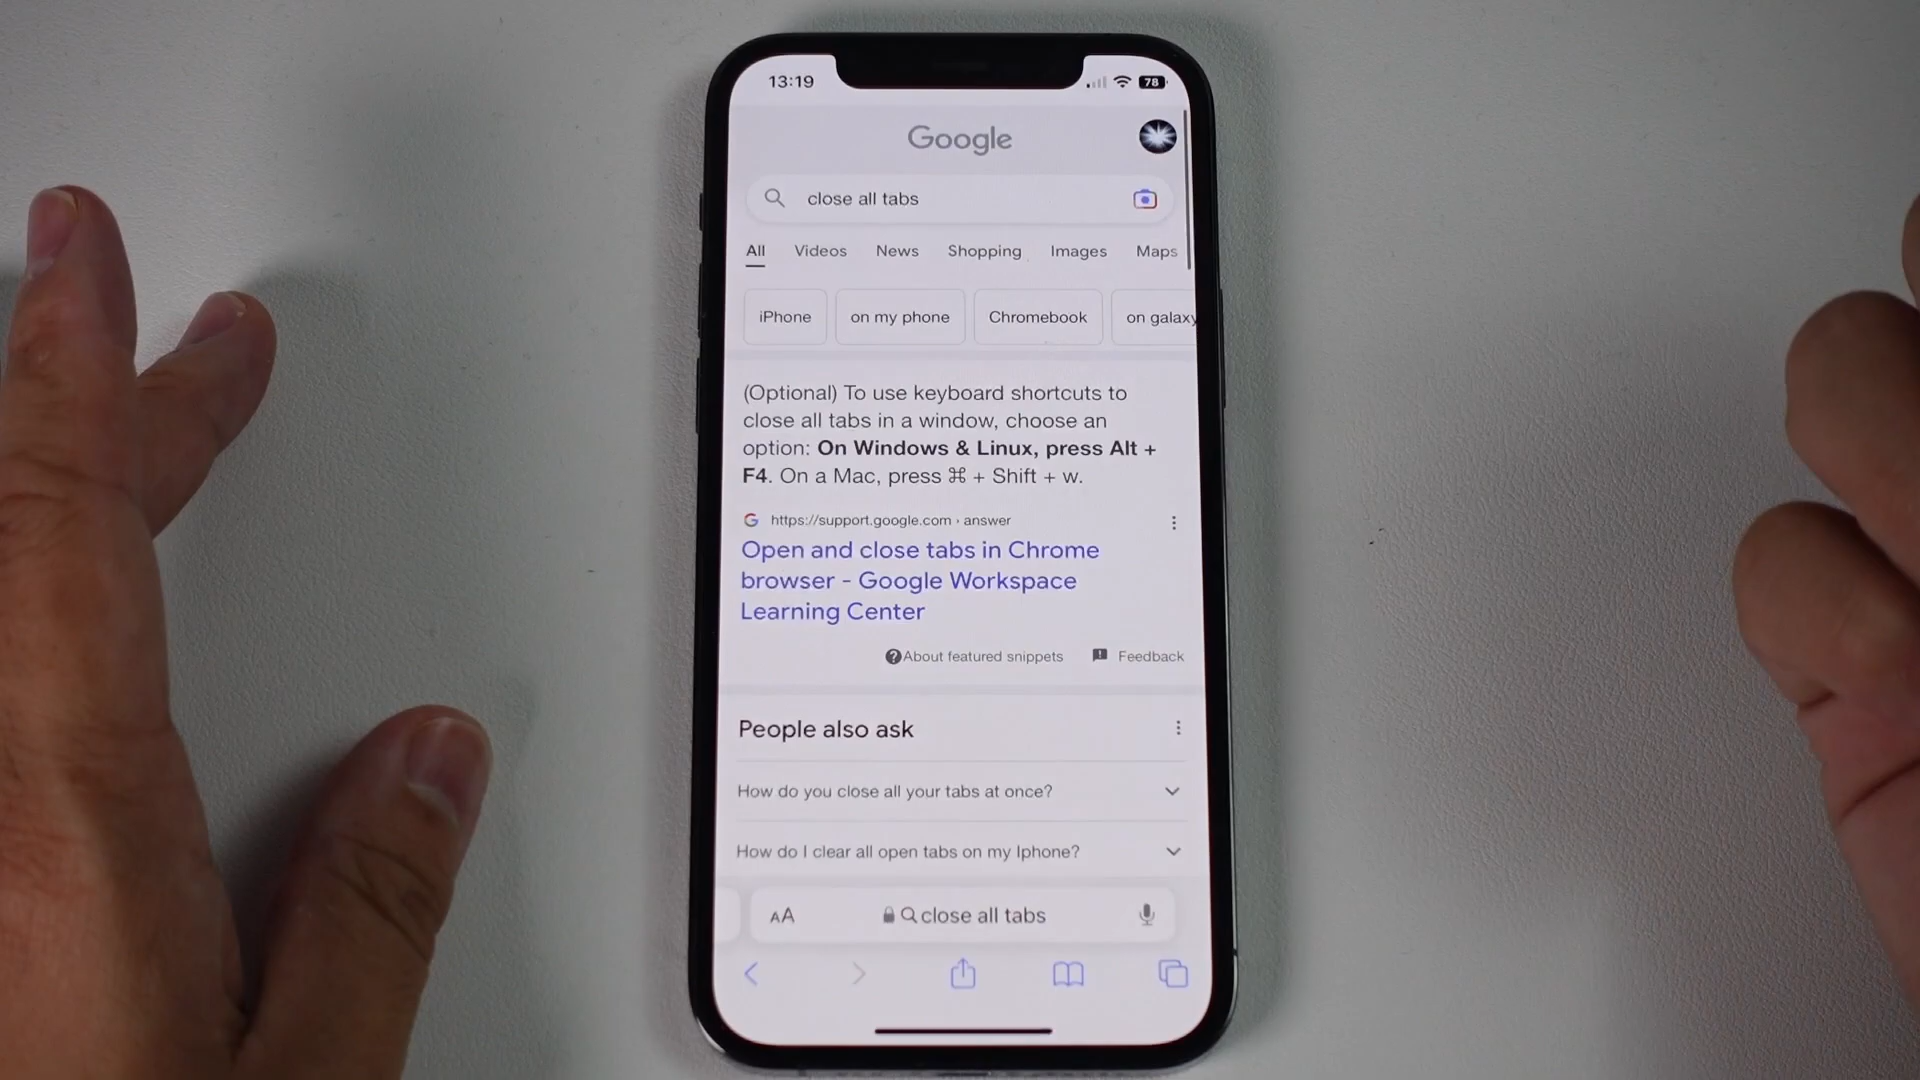 13:19 78
Google
close all tabs
All Videos News Shopping Images Maps
iPhone on my phone Chromebook on galaxy
(Optional) To use keyboard shortcuts to
close all tabs in a window, choose an
option: On Windows & Linux, press Alt +
F4. On a Mac, press ⌘ + Shift + w.
https://support.google.com › answer
Open and close tabs in Chrome
browser - Google Workspace
Learning Center
About featured snippets Feedback
People also ask
How do you close all your tabs at once?
How do I clear all open tabs on my Iphone?
AA close all tabs